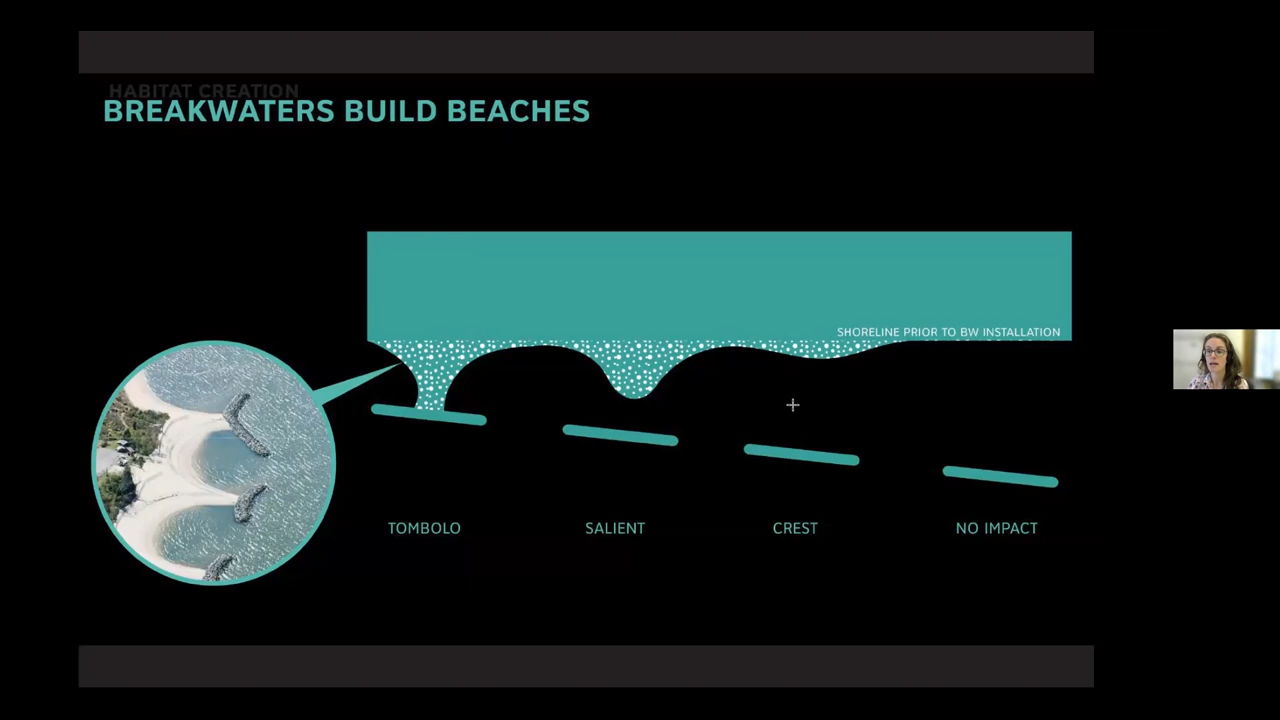 HABITAT CREATION
BREAKWATERS BUILD BEACHES
SHORELINE PRIOR TO BW INSTALLATION
TOMBOLO
SALIENT
CREST
NO IMPACT